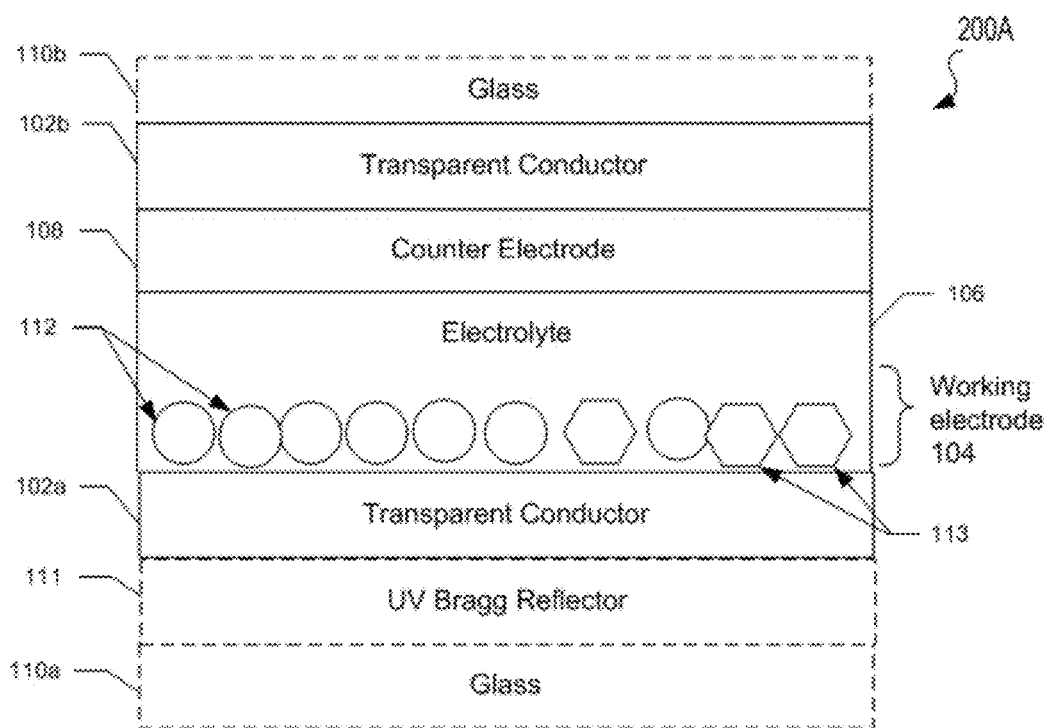 200A
110b
Glass
102b
Transparent Conductor
108
Counter Electrode
106
Electrolyte
112
Working
electrode
104
102a
Transparent Conductor
113
111
UV Bragg Reflector
110a
Glass